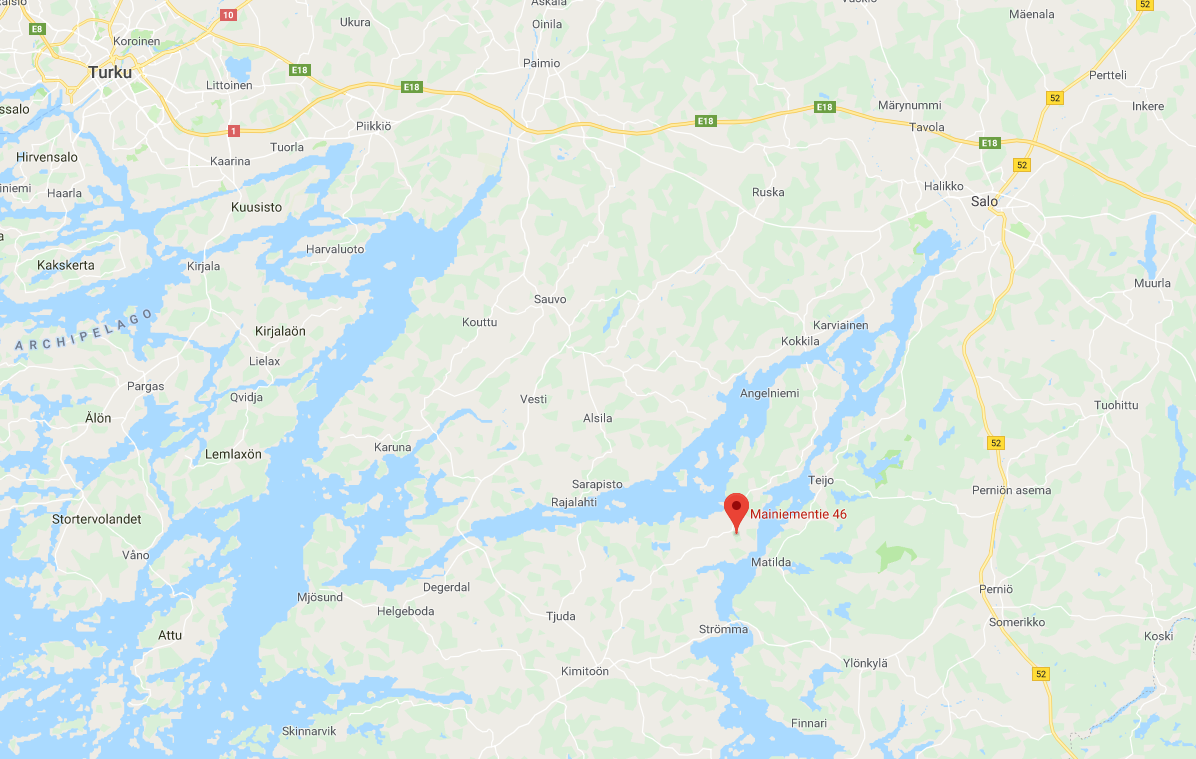 Askala
52
10
Mäenala
Ukura
Oinila
E8
Koroinen
Paimio
Turku
E18
Pertteli
Littoinen
E18
52
Märynummi
Inkere
E18
E18
Piikkiö
Tavola
1
E18
Tuorla
Hirvensalo
Kaarina
52
Haarla
Halikko
Ruska
Salo
Kuusisto
Harvaluoto
Kakskerta
Kirjala
Muurla
Sauvo
ARCHIPELAGO
Kouttu
Karviainen
Kirjalaön
Kokkila
Lielax
Pargas
Angelniemi
Qvidja
Vesti
Tuohittu
Älön
Alsila
52
Karuna
Lemlaxön
Teijo
Sarapisto
Perniön asema
Rajalahti
Mainiementie 46
Stortervolandet
Våno
Matilda
Degerdal
Perniö
Mjösund
Helgeboda
Tjuda
Somerikko
Strömma
Attu
Koski
Ylönkylä
Kimitoön
52
Finnari
Skinnarvik